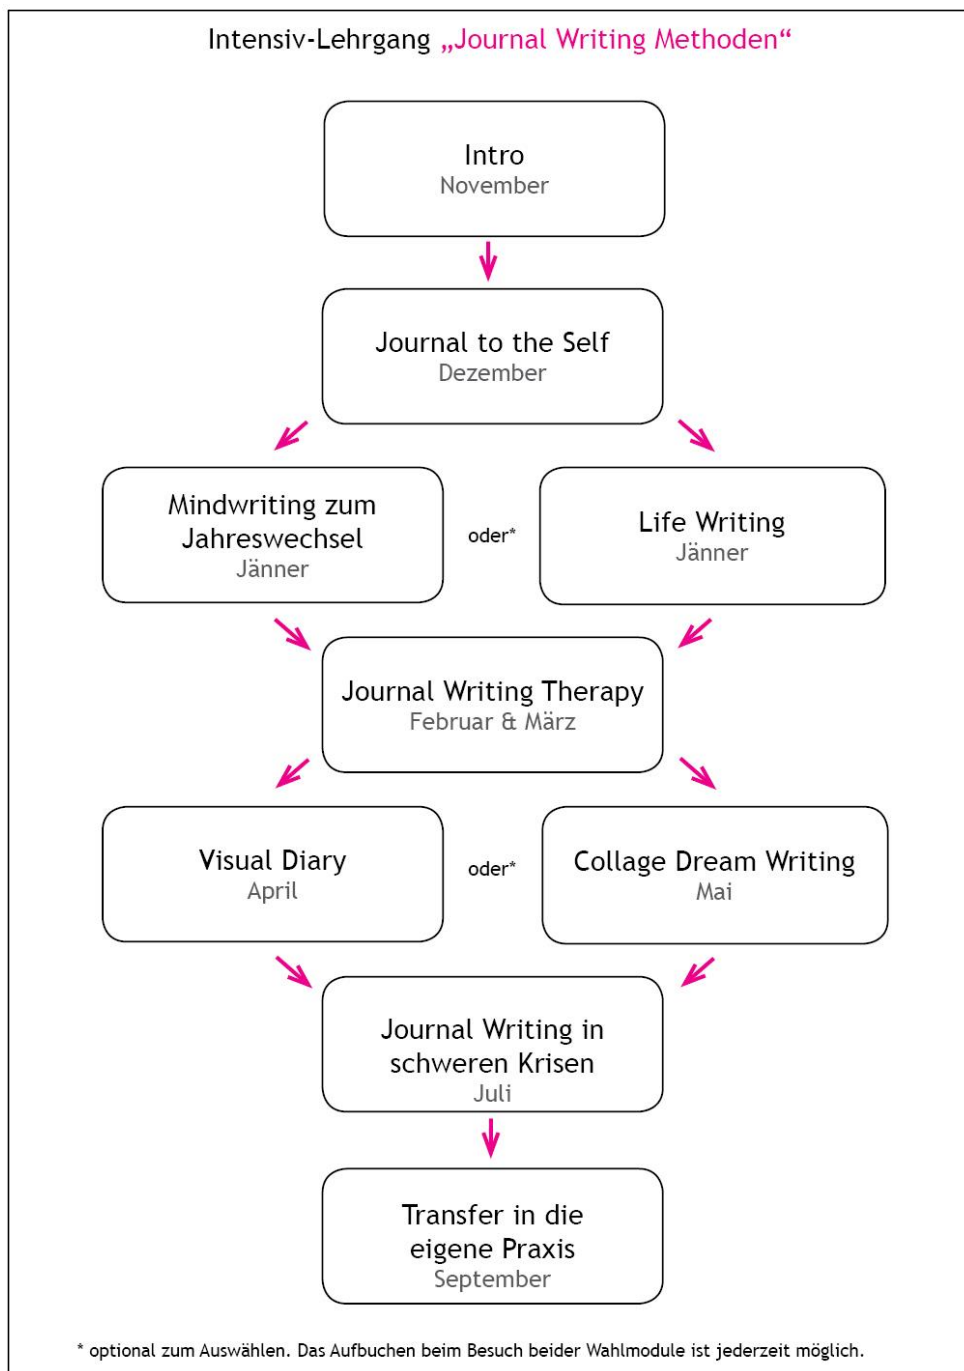 Intensiv-Lehrgang „Journal Writing Methoden“
Intro
November
Journal to the Self
Dezember
Mindwriting zum
Jahreswechsel
Jänner
oder*
Life Writing
Jänner
Journal Writing Therapy
Februar & März
Visual Diary
April
oder*
Collage Dream Writing
Mai
Journal Writing in
schweren Krisen
Juli
Transfer in die
eigene Praxis
September
* optional zum Auswählen. Das Aufbuchen beim Besuch beider Wahlmodule ist jederzeit möglich.